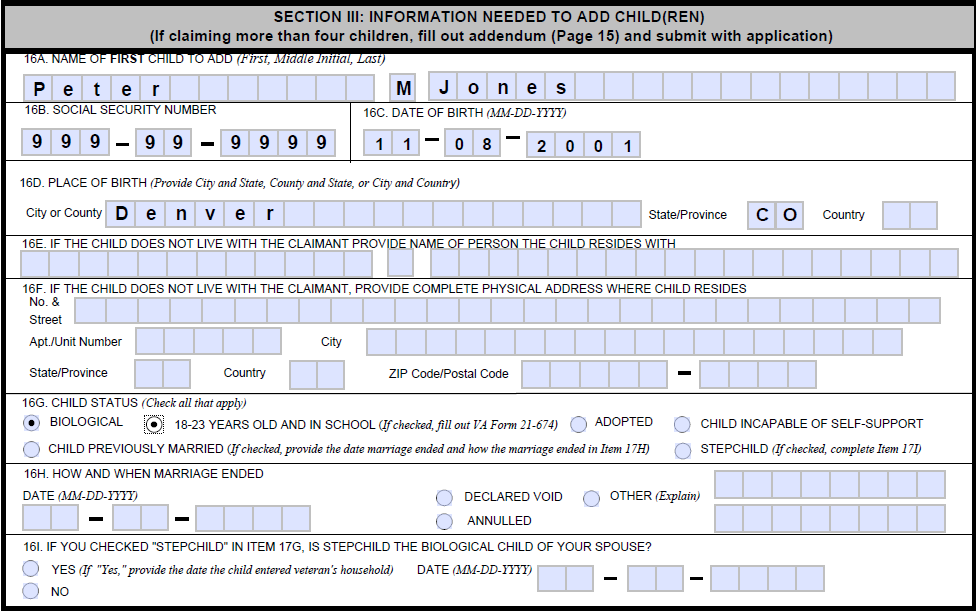 SECTION III: INFORMATION NEEDED TO ADD CHILD(REN)
(If claiming more than four children, fill out addendum (Page 15) and submit with application)
16A. NAME OF FIRST CHILD TO ADD (First, Middle Initial, Last)
Peter M Jones
16B. SOCIAL SECURITY NUMBER 16C. DATE OF BIRTH (MM-DD-YYYY)
999-99-9999 11-08-2001
16D. PLACE OF BIRTH (Provide City and State, County and State, or City and Country)
City or County Denver State/Province CO Country
16E. IF THE CHILD DOES NOT LIVE WITH THE CLAIMANT PROVIDE NAME OF PERSON THE CHILD RESIDES WITH
16F. IF THE CHILD DOES NOT LIVE WITH THE CLAIMANT, PROVIDE COMPLETE PHYSICAL ADDRESS WHERE CHILD RESIDES
No. &
Street
Apt./Unit Number City
State/Province Country ZIP Code/Postal Code -
16G. CHILD STATUS (Check all that apply)
BIOLOGICAL 18-23 YEARS OLD AND IN SCHOOL (If checked, fill out VA Form 21-674) ADOPTED CHILD INCAPABLE OF SELF-SUPPORT
CHILD PREVIOUSLY MARRIED (If checked, provide the date marriage ended and how the marriage ended in Item 17H) STEPCHILD (If checked, complete Item 17I)
16H. HOW AND WHEN MARRIAGE ENDED
DATE (MM-DD-YYYY) DECLARED VOID OTHER (Explain)
- - ANNULLED
16I. IF YOU CHECKED "STEPCHILD" IN ITEM 17G, IS STEPCHILD THE BIOLOGICAL CHILD OF YOUR SPOUSE?
YES (If "Yes," provide the date the child entered veteran's household) DATE (MM-DD-YYYY) - -
NO